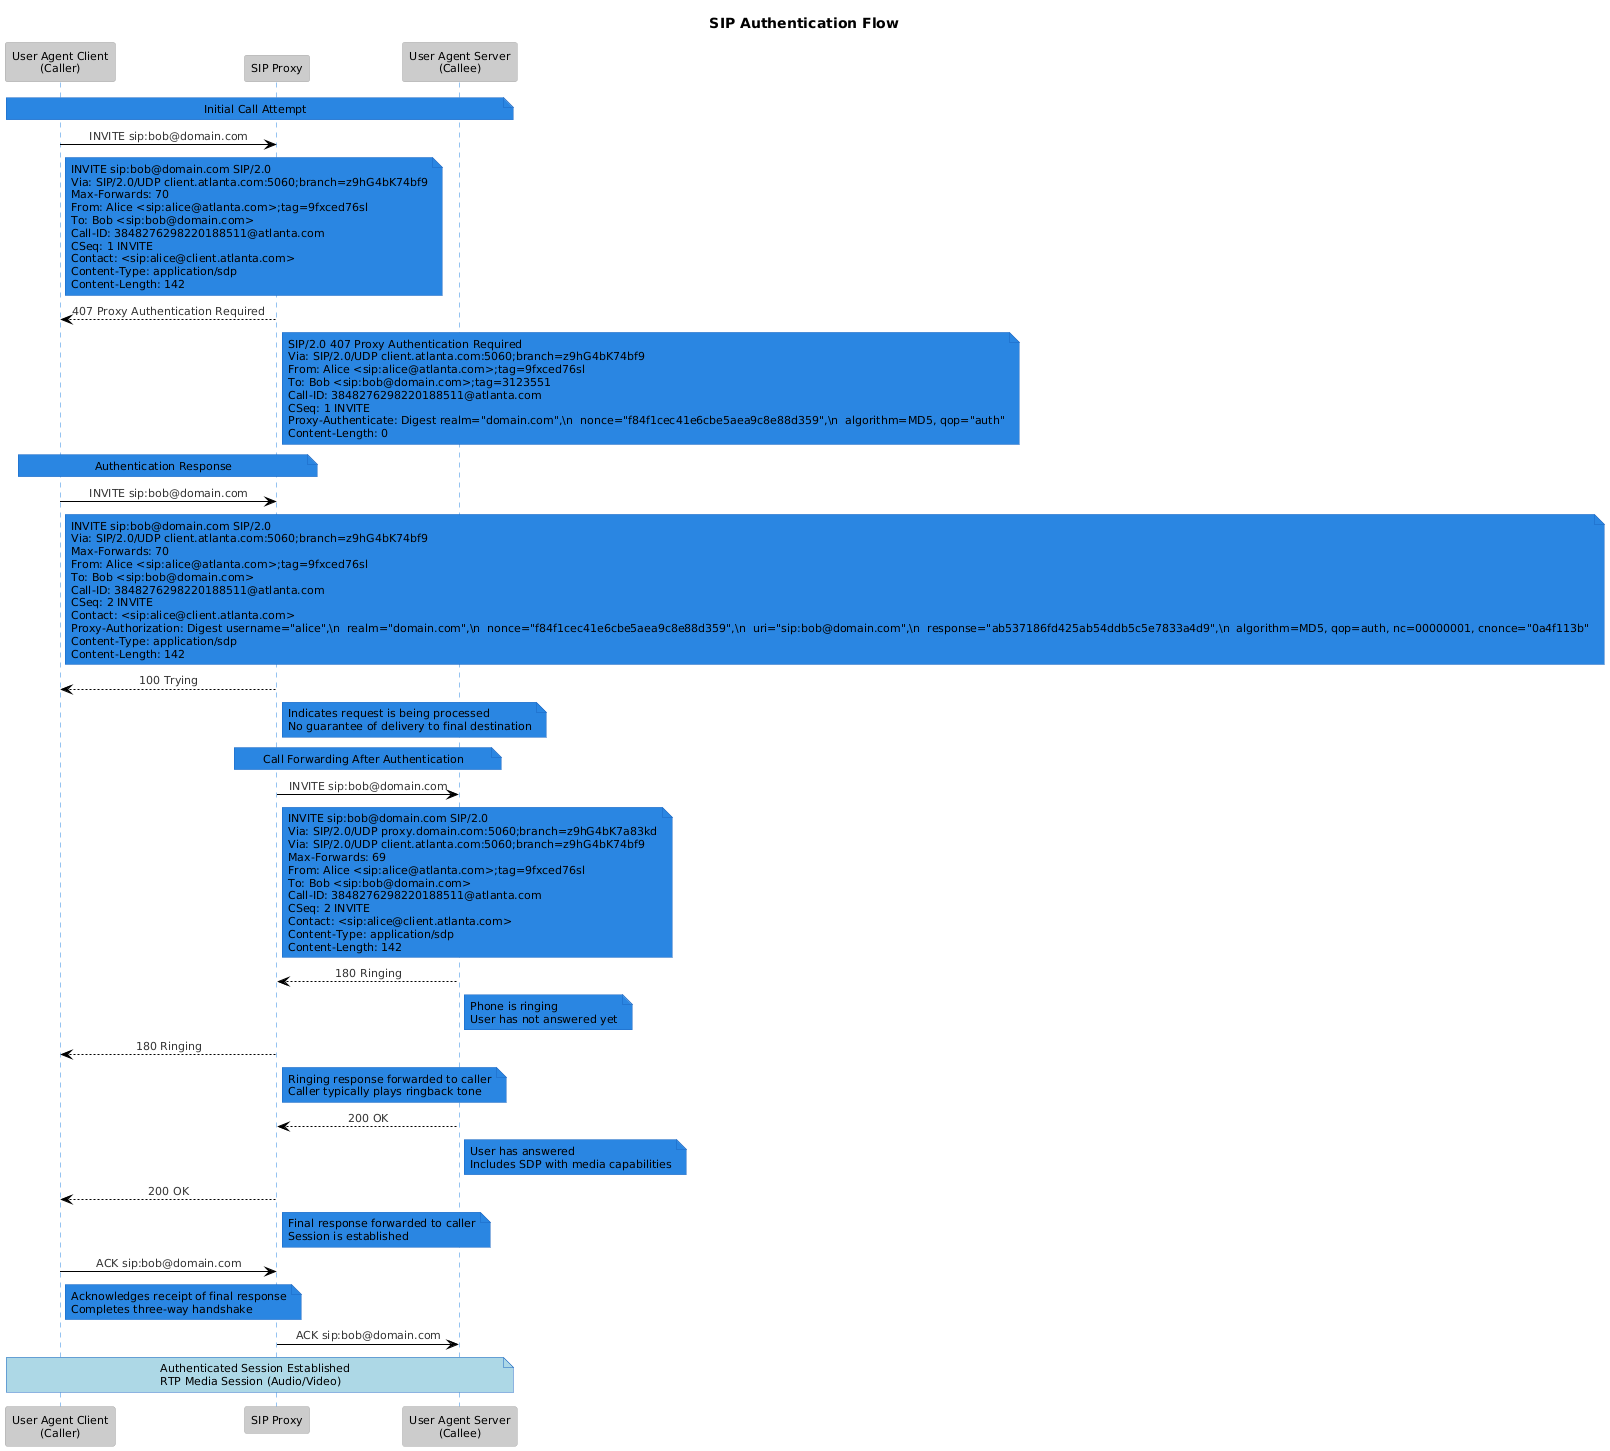 SIP Authentication Flow
User Agent Client
(Caller)
SIP Proxy
User Agent Server
(Callee)
Initial Call Attempt
INVITE sip:bob@domain.com
INVITE sip:bob@domain.com SIP/2.0
Via: SIP/2.0/UDP client.atlanta.com:5060;branch=z9hG4bK74bf9
Max-Forwards: 70
From: Alice <sip:alice@atlanta.com>;tag=9fxced76sl
To: Bob <sip:bob@domain.com>
Call-ID: 3848276298220188511@atlanta.com
CSeq: 1 INVITE
Contact: <sip:alice@client.atlanta.com>
Content-Type: application/sdp
Content-Length: 142
407 Proxy Authentication Required
SIP/2.0 407 Proxy Authentication Required
Via: SIP/2.0/UDP client.atlanta.com:5060;branch=z9hG4bK74bf9
From: Alice <sip:alice@atlanta.com>;tag=9fxced76sl
To: Bob <sip:bob@domain.com>;tag=3123551
Call-ID: 3848276298220188511@atlanta.com
CSeq: 1 INVITE
Proxy-Authenticate: Digest realm="domain.com",\n  nonce="f84f1cec41e6cbe5aea9c8e88d359",\n  algorithm=MD5, qop="auth"
Content-Length: 0
Authentication Response
INVITE sip:bob@domain.com
INVITE sip:bob@domain.com SIP/2.0
Via: SIP/2.0/UDP client.atlanta.com:5060;branch=z9hG4bK74bf9
Max-Forwards: 70
From: Alice <sip:alice@atlanta.com>;tag=9fxced76sl
To: Bob <sip:bob@domain.com>
Call-ID: 3848276298220188511@atlanta.com
CSeq: 2 INVITE
Contact: <sip:alice@client.atlanta.com>
Proxy-Authorization: Digest username="alice",\n  realm="domain.com",\n  nonce="f84f1cec41e6cbe5aea9c8e88d359",\n  uri="sip:bob@domain.com",\n  response="ab537186fd425ab54ddb5c5e7833a4d9",\n  algorithm=MD5, qop=auth, nc=00000001, cnonce="0a4f113b"
Content-Type: application/sdp
Content-Length: 142
100 Trying
Indicates request is being processed
No guarantee of delivery to final destination
Call Forwarding After Authentication
INVITE sip:bob@domain.com
INVITE sip:bob@domain.com SIP/2.0
Via: SIP/2.0/UDP proxy.domain.com:5060;branch=z9hG4bK7a83kd
Via: SIP/2.0/UDP client.atlanta.com:5060;branch=z9hG4bK74bf9
Max-Forwards: 69
From: Alice <sip:alice@atlanta.com>;tag=9fxced76sl
To: Bob <sip:bob@domain.com>
Call-ID: 3848276298220188511@atlanta.com
CSeq: 2 INVITE
Contact: <sip:alice@client.atlanta.com>
Content-Type: application/sdp
Content-Length: 142
180 Ringing
Phone is ringing
User has not answered yet
180 Ringing
Ringing response forwarded to caller
Caller typically plays ringback tone
200 OK
User has answered
Includes SDP with media capabilities
200 OK
Final response forwarded to caller
Session is established
ACK sip:bob@domain.com
Acknowledges receipt of final response
Completes three-way handshake
ACK sip:bob@domain.com
Authenticated Session Established
RTP Media Session (Audio/Video)
User Agent Client
(Caller)
SIP Proxy
User Agent Server
(Callee)